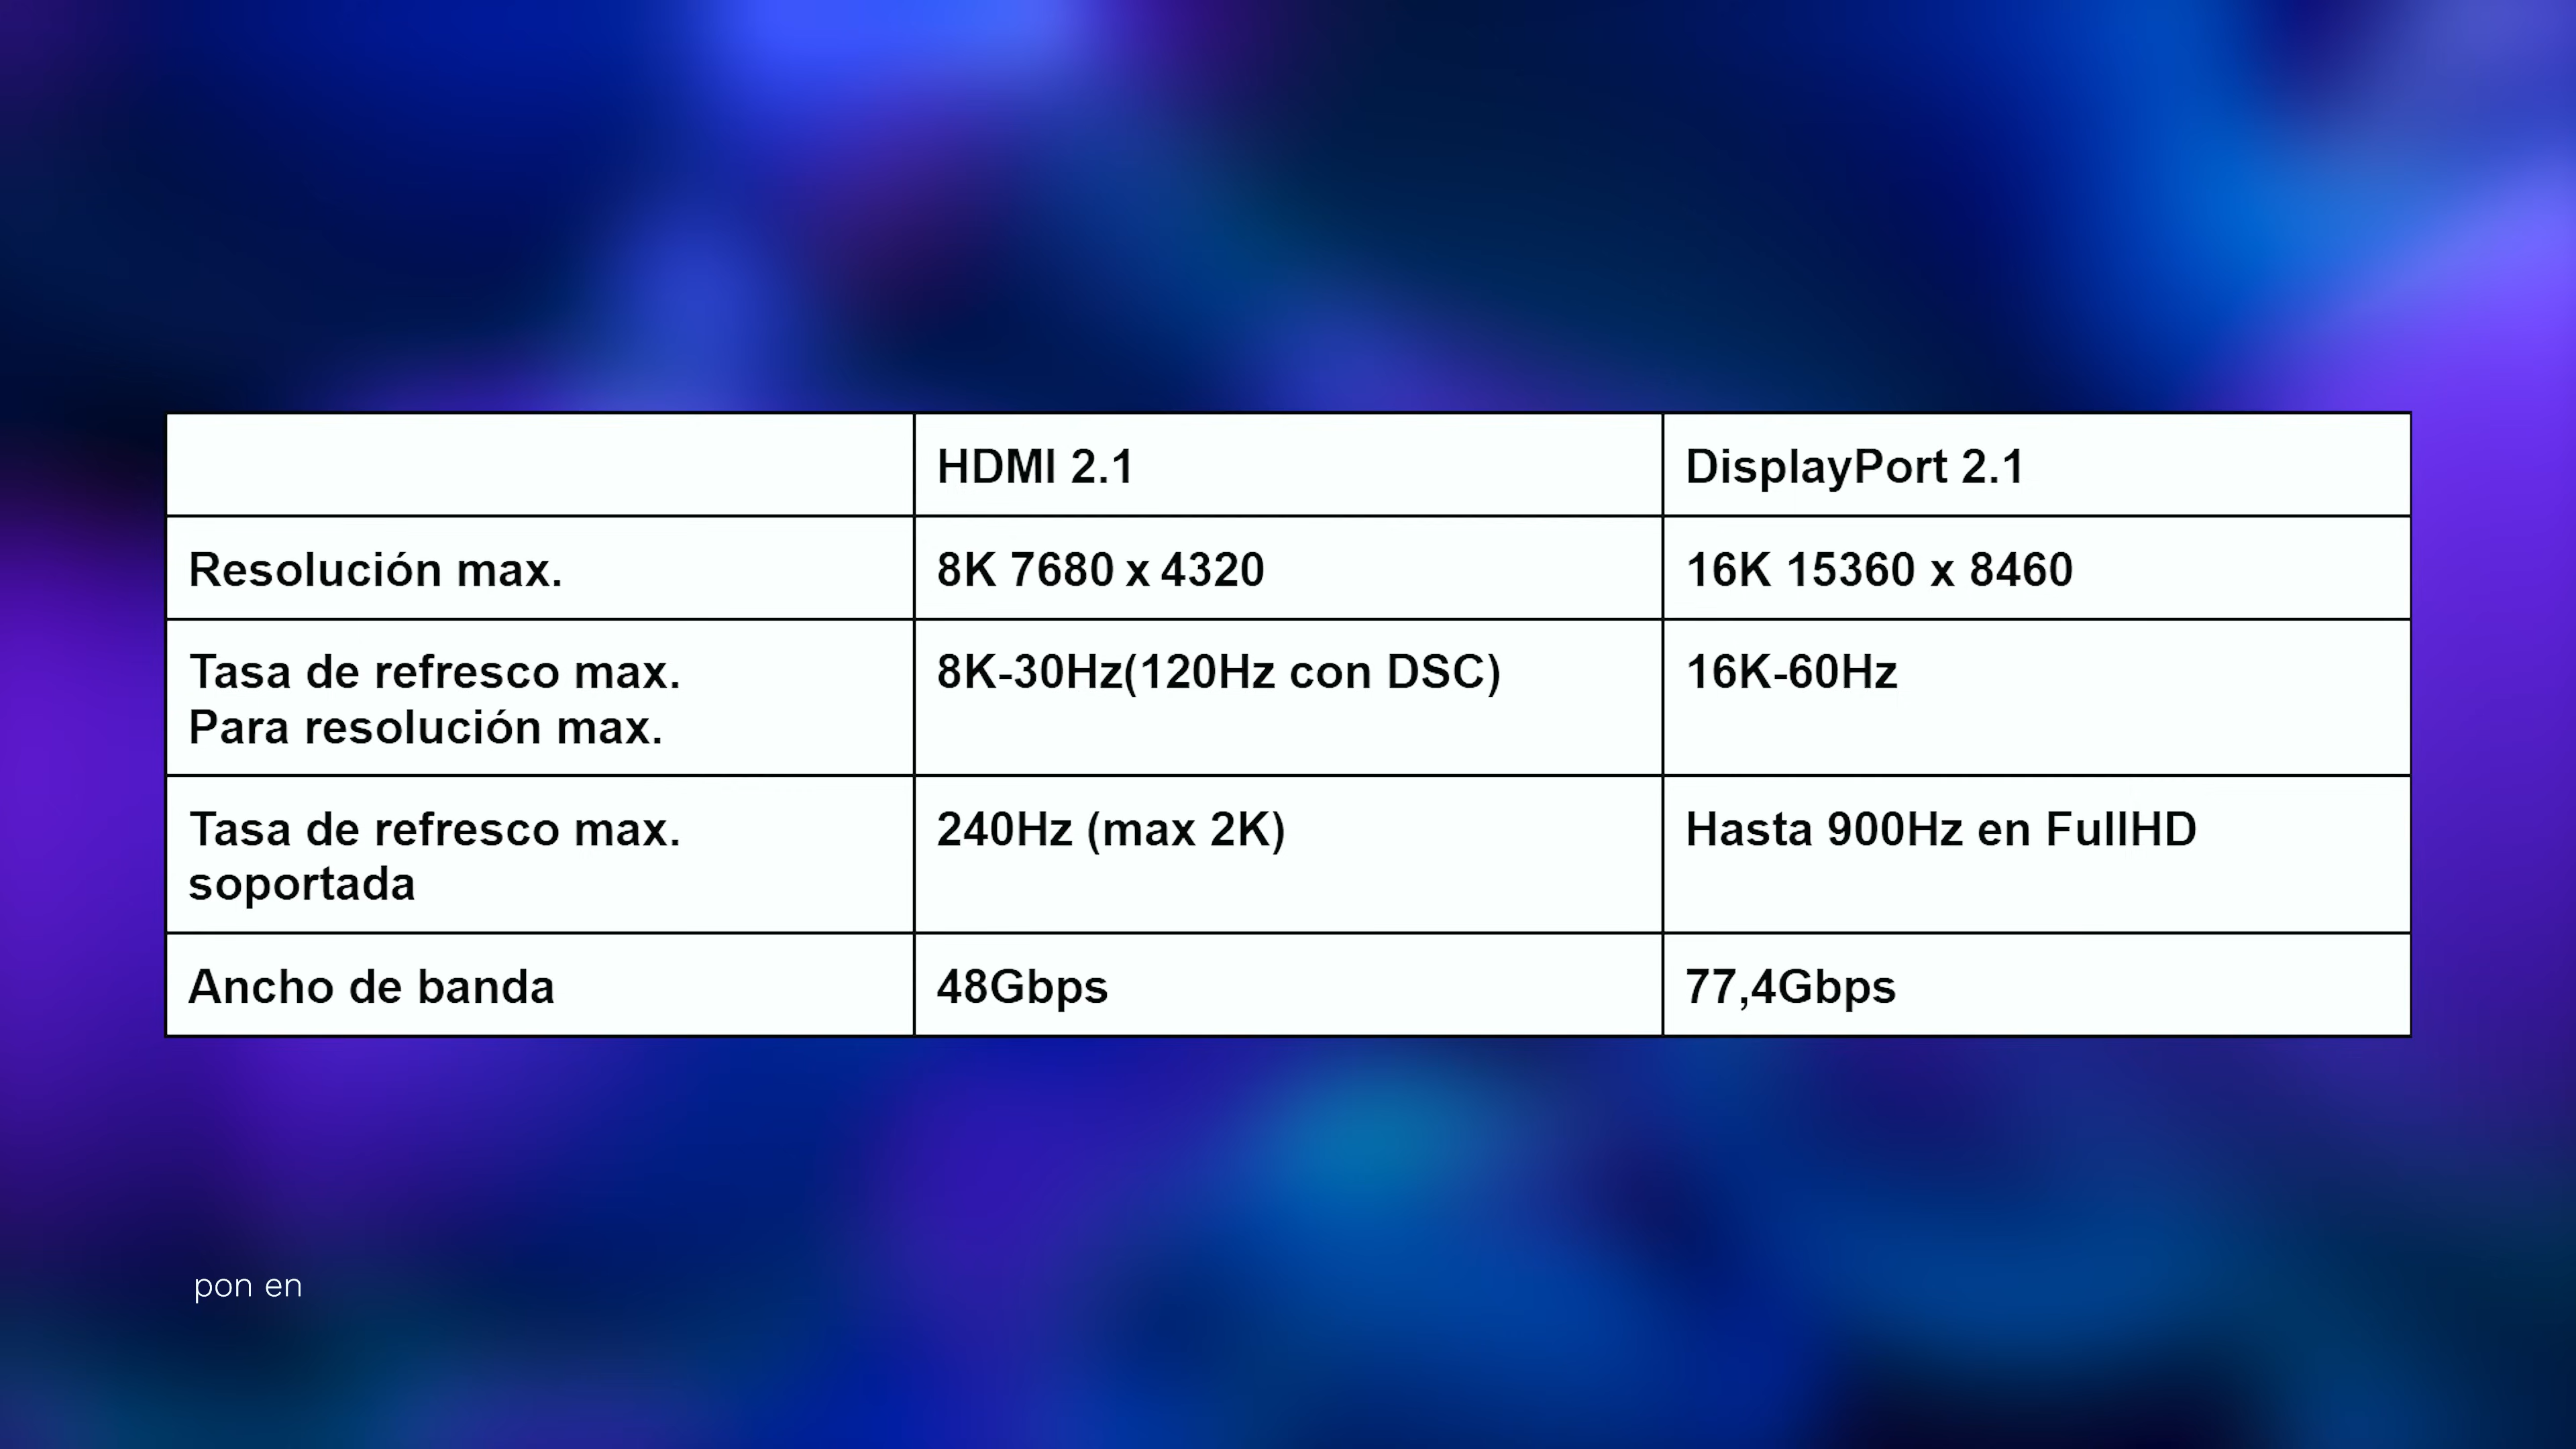 HDMI 2.1 DisplayPort 2.1
Resolución max. 8K 7680 x 4320 16K 15360 x 8460
Tasa de refresco max. 8K-30Hz(120Hz con DSC) 16K-60Hz
Para resolución max.
Tasa de refresco max. 240Hz (max 2K) Hasta 900Hz en FullHD
soportada
Ancho de banda 48Gbps 77,4Gbps
pon en